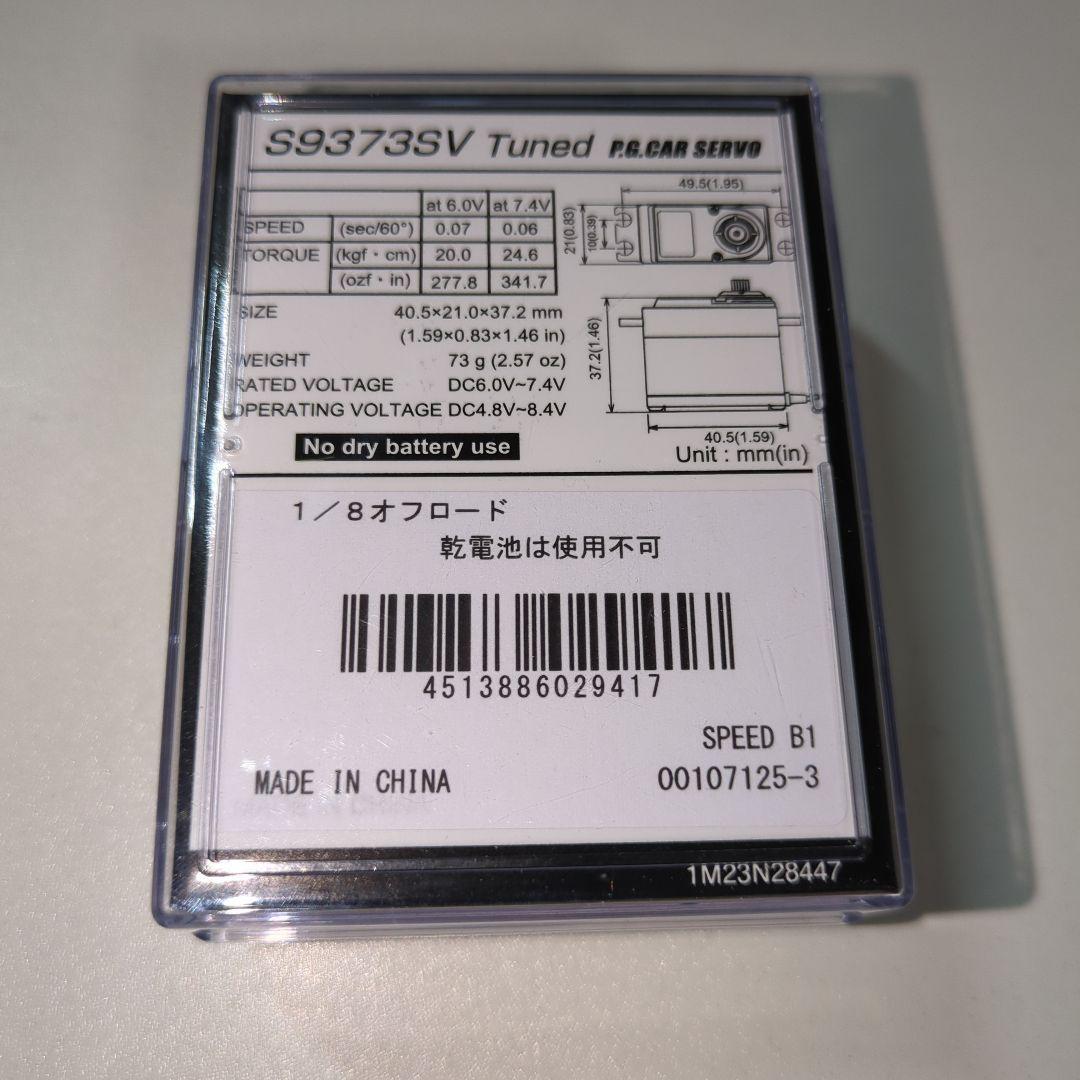 S9373SV Tuned P.G.CAR SERVO
at 6.0V at 7.4V
SPEED (sec/60°) 0.07 0.06
TORQUE (kgf・cm) 20.0 24.6
(ozf・in) 277.8 341.7
SIZE 40.5×21.0×37.2 mm
(1.59×0.83×1.46 in)
WEIGHT 73 g (2.57 oz)
RATED VOLTAGE DC6.0V~7.4V
OPERATING VOLTAGE DC4.8V~8.4V
No dry battery use
49.5(1.95)
21(0.83)
10(0.39)
37.2(1.46)
40.5(1.59)
Unit : mm(in)
1/8オフロード
乾電池は使用不可
4513886029417
SPEED B1
MADE IN CHINA 00107125-3
1M23N28447